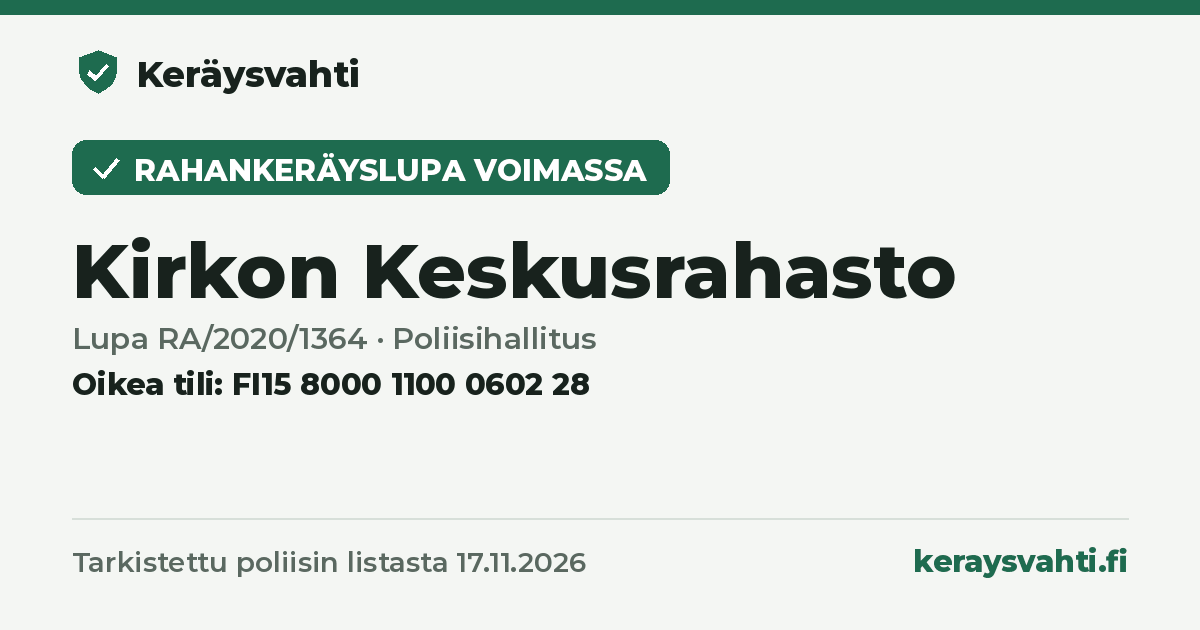 Keräysvahti
RAHANKERÄYSLUPA VOIMASSA
Kirkon Keskusrahasto
Lupa RA/2020/1364 · Poliisihallitus
Oikea tili: FI15 8000 1100 0602 28
Tarkistettu poliisin listasta 17.11.2026
keraysvahti.fi